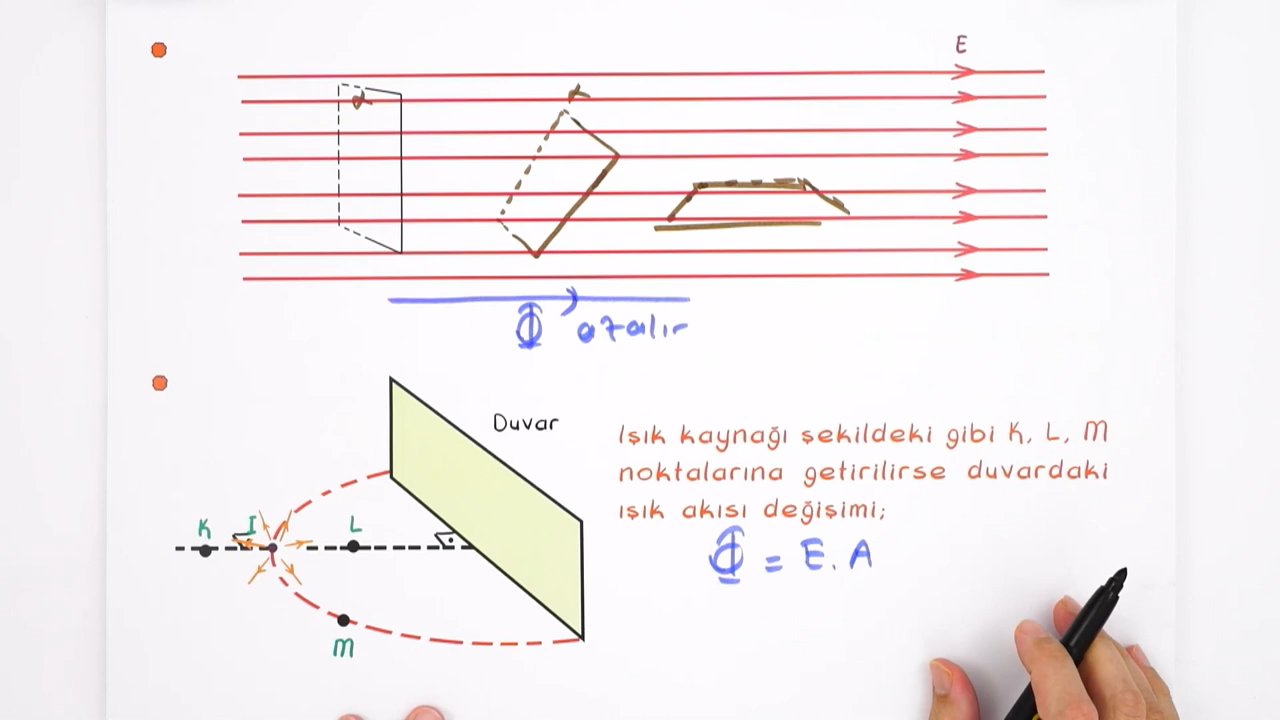 E
α
α
Φ azalır
Duvar
Işık kaynağı şekildeki gibi K, L, M
noktalarına getirilirse duvardaki
ışık akısı değişimi;
K I L
Φ = E. A
M